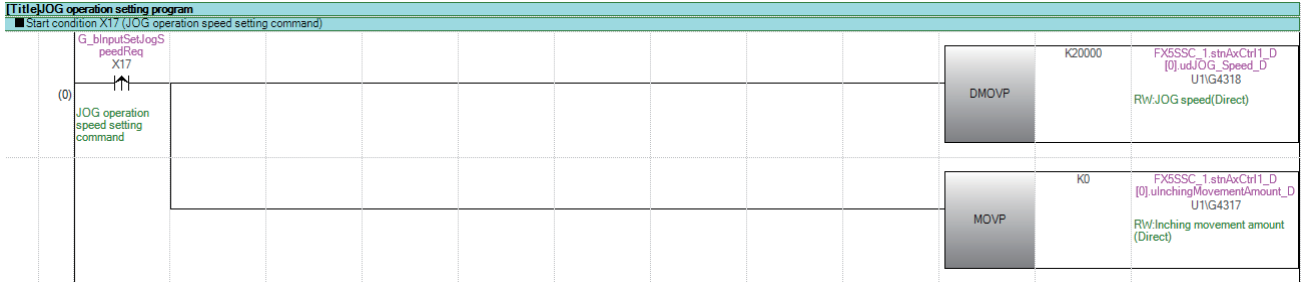 [Title]JOG operation setting program
■Start condition X17 (JOG operation speed setting command)
G_bInputSetJogS
peedReq
X17
(0)
JOG operation
speed setting
command
DMOVP
K20000
FX5SSC_1.stnAxCtrl1_D
[0].udJOG_Speed_D
U1\G4318
RW:JOG speed(Direct)
MOVP
K0
FX5SSC_1.stnAxCtrl1_D
[0].uInchingMovementAmount_D
U1\G4317
RW:Inching movement amount
(Direct)